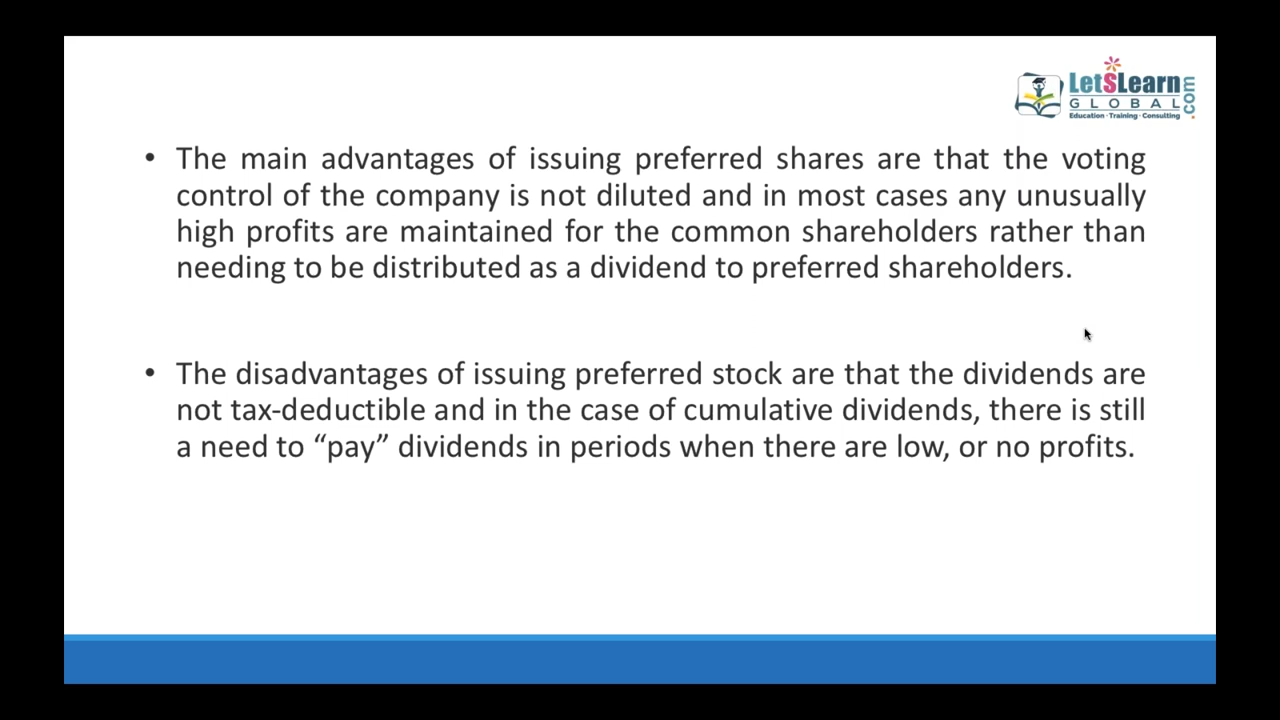 LetSLearn
GLOBAL
.com
Education · Training · Consulting
• The main advantages of issuing preferred shares are that the voting
control of the company is not diluted and in most cases any unusually
high profits are maintained for the common shareholders rather than
needing to be distributed as a dividend to preferred shareholders.
• The disadvantages of issuing preferred stock are that the dividends are
not tax-deductible and in the case of cumulative dividends, there is still
a need to “pay” dividends in periods when there are low, or no profits.